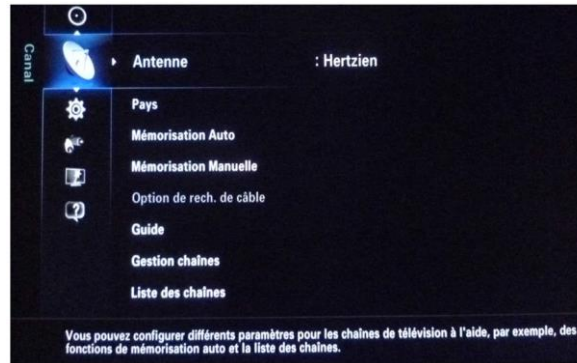 Canal
Antenne : Hertzien
Pays
Mémorisation Auto
Mémorisation Manuelle
Option de rech. de câble
Guide
Gestion chaînes
Liste des chaînes
Vous pouvez configurer différents paramètres pour les chaînes de télévision à l'aide, par exemple, des
fonctions de mémorisation auto et la liste des chaînes.